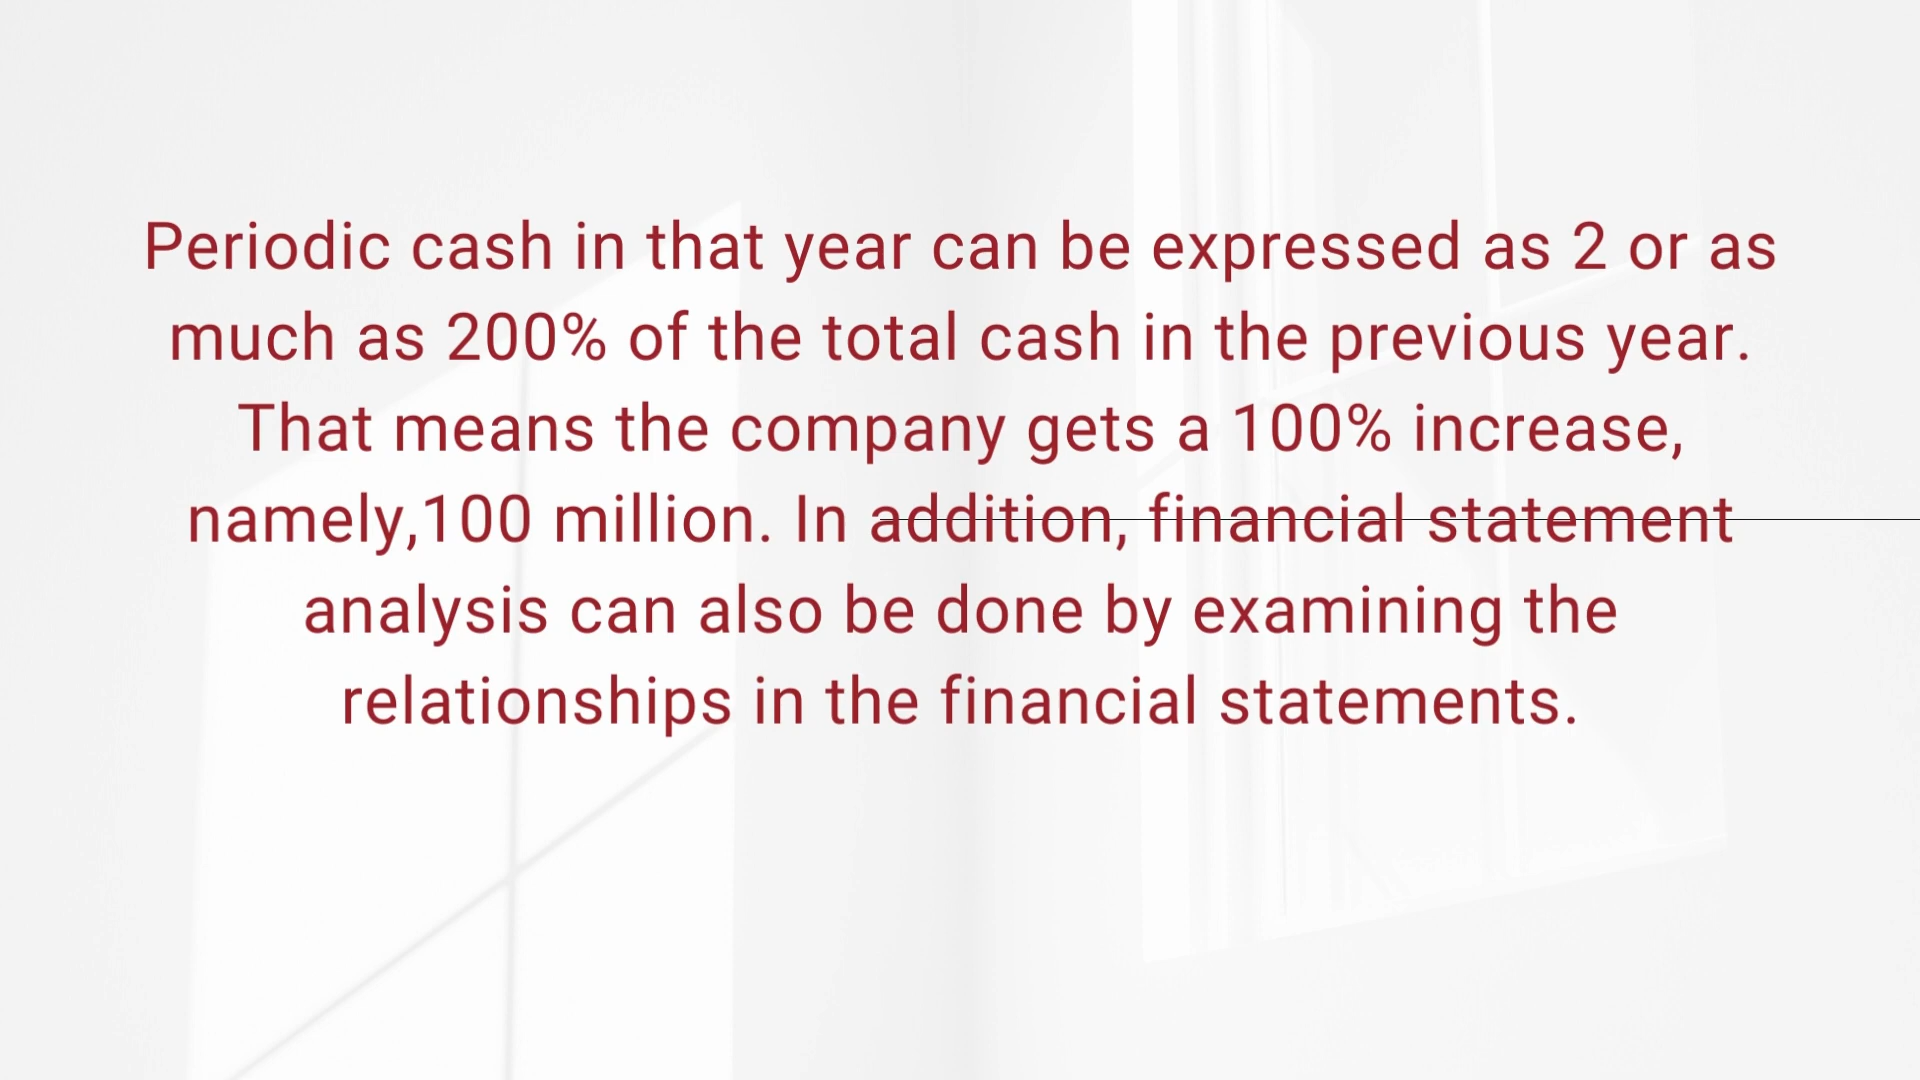 Periodic cash in that year can be expressed as 2 or as
much as 200% of the total cash in the previous year.
That means the company gets a 100% increase,
namely,100 million. In addition, financial statement
analysis can also be done by examining the
relationships in the financial statements.